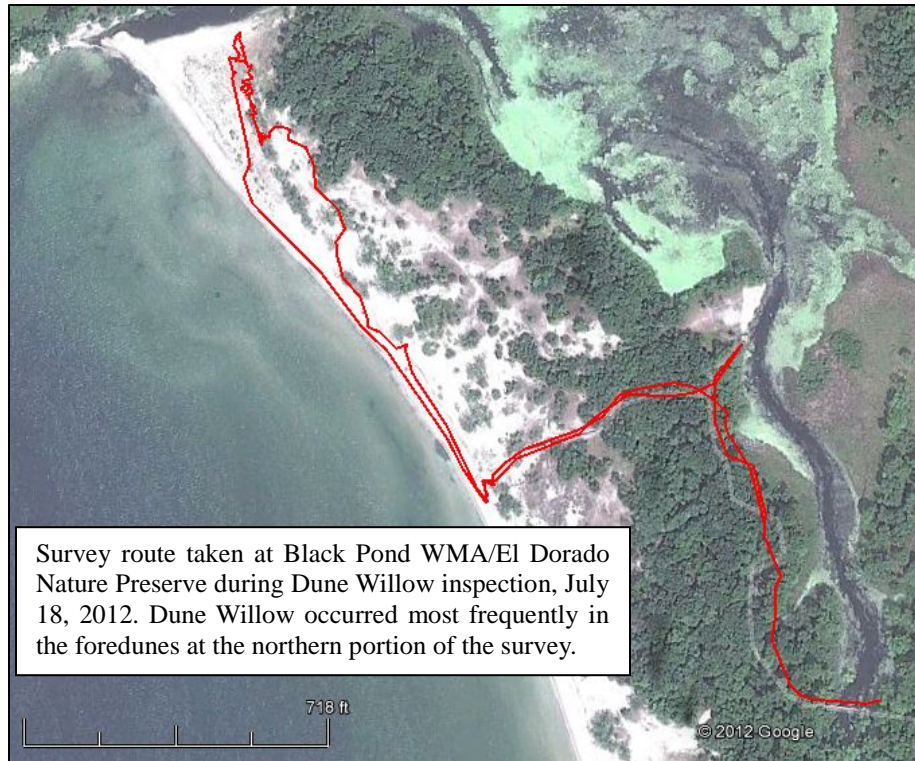 Survey route taken at Black Pond WMA/El Dorado
Nature Preserve during Dune Willow inspection, July
18, 2012. Dune Willow occurred most frequently in
the foredunes at the northern portion of the survey.
718 ft
© 2012 Google